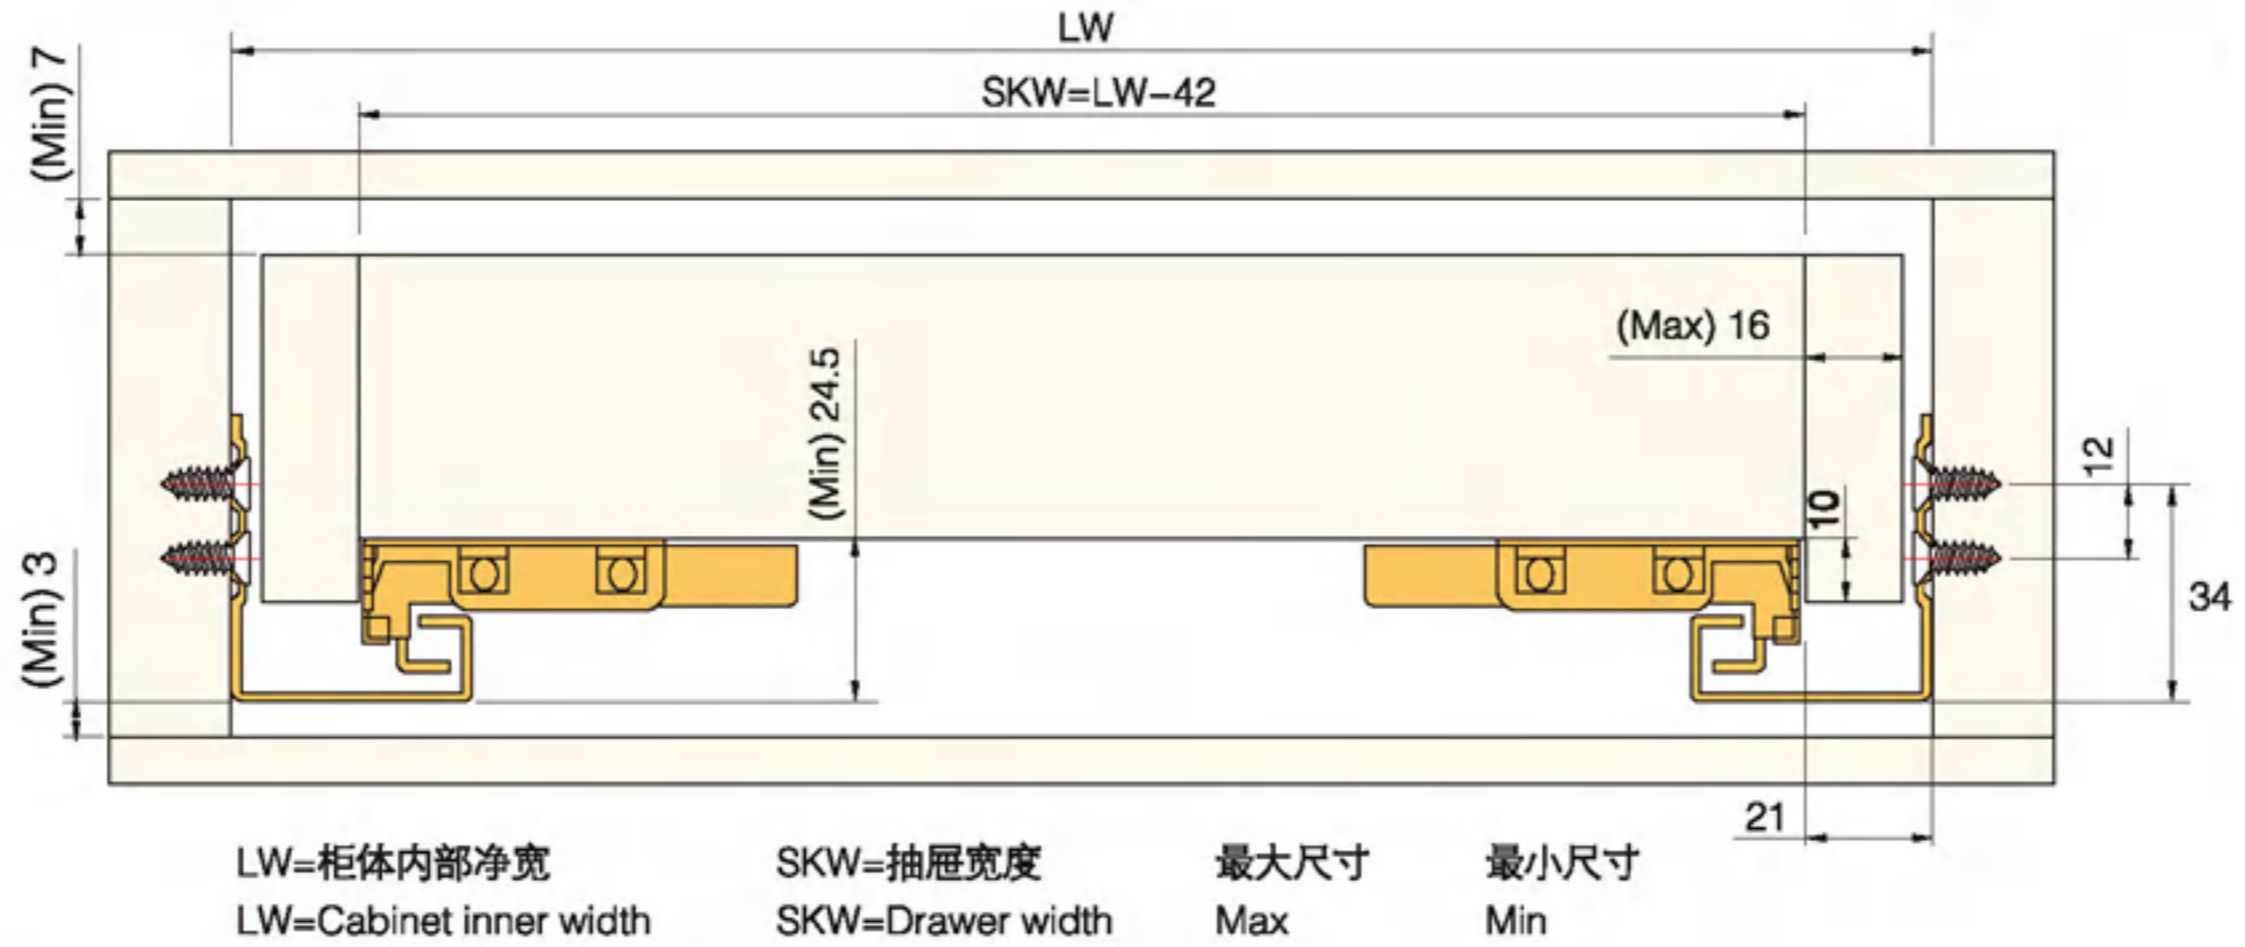 LW
(Min) 7
SKW=LW-42
(Max) 16
(Min) 24.5
12
10
(Min) 3
34
21
LW=柜体内部净宽 SKW=抽屉宽度 最大尺寸 最小尺寸
LW=Cabinet inner width SKW=Drawer width Max Min